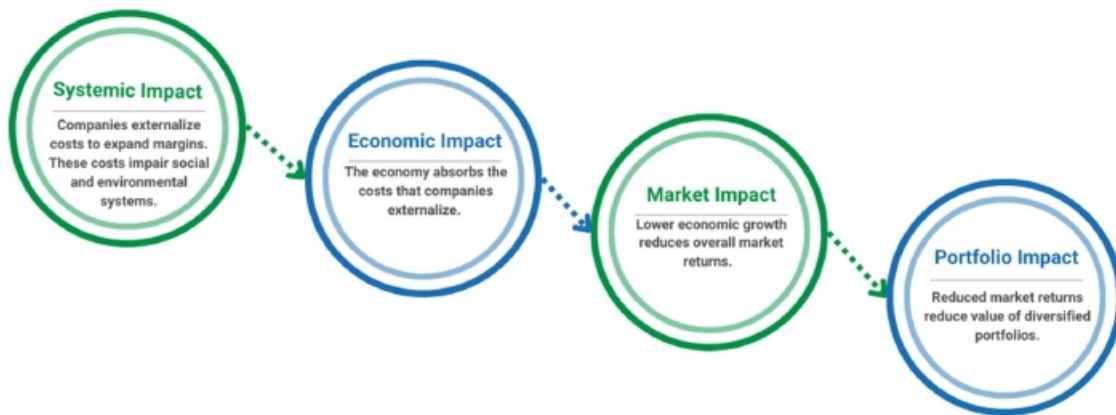 Systemic Impact
Companies externalize
costs to expand margins.
These costs impair social
and environmental
systems.
Economic Impact
The economy absorbs the
costs that companies
externalize.
Market Impact
Lower economic growth
reduces overall market
returns.
Portfolio Impact
Reduced market returns
reduce value of diversified
portfolios.